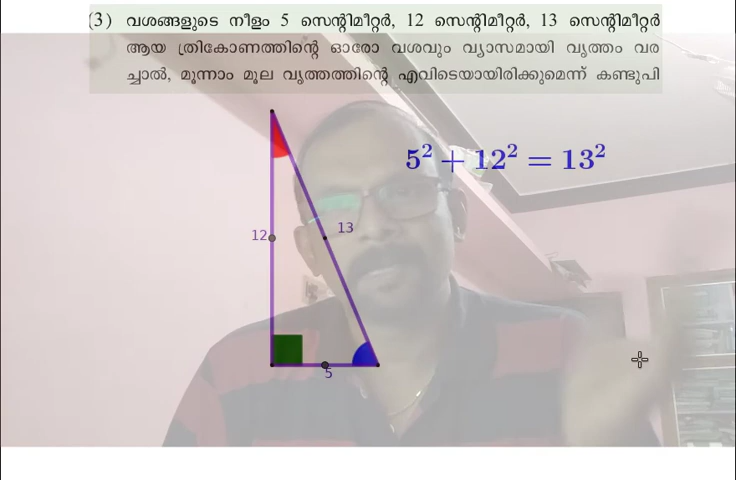 (3) വശങ്ങളുടെ നീളം 5 സെന്റിമീറ്റർ, 12 സെന്റിമീറ്റർ, 13 സെന്റിമീറ്റർ
ആയ ത്രികോണത്തിന്റെ ഓരോ വശവും വ്യാസമായി വൃത്തം വര
ച്ചാൽ, മൂന്നാം മൂല വൃത്തത്തിന്റെ എവിടെയായിരിക്കുമെന്ന് കണ്ടുപി
5² + 12² = 13²
12
13
5